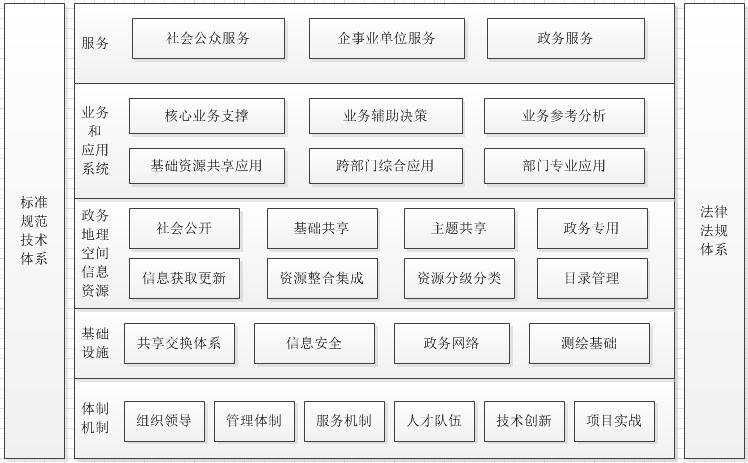 标准
规范
技术
体系
服务
社会公众服务
企事业单位服务
政务服务
业务
和
应用
系统
核心业务支撑
业务辅助决策
业务参考分析
基础资源共享应用
跨部门综合应用
部门专业应用
政务
地理
空间
信息
资源
社会公开
基础共享
主题共享
政务专用
信息获取更新
资源整合集成
资源分级分类
目录管理
基础
设施
共享交换体系
信息安全
政务网络
测绘基础
体制
机制
组织领导
管理体制
服务机制
人才队伍
技术创新
项目实战
法律
法规
体系